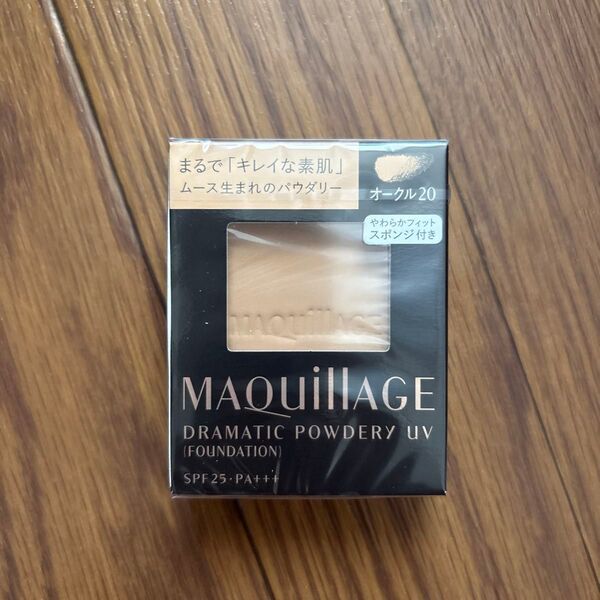 まるで「キレイな素肌」
ムース生まれのパウダリー
オークル20
やわらかフィット
スポンジ付き
MAQuillAGE
MAQuillAGE
DRAMATIC POWDERY UV
(FOUNDATION)
SPF25・PA+++